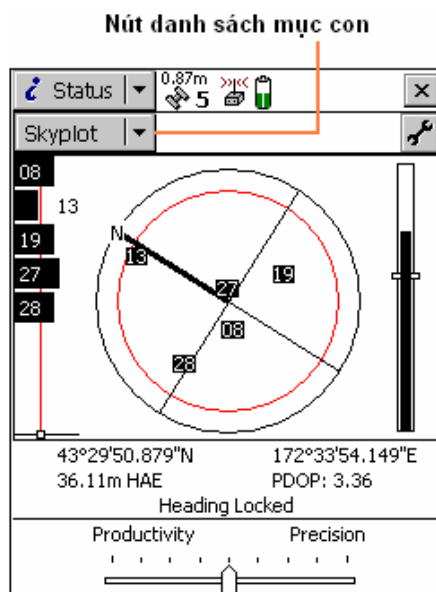 Nút danh sách mục con
Status
0.87m
5
Skyplot
08
13
19
27
28
N
13
27
19
08
28
43°29'50.879"N 172°33'54.149"E
36.11m HAE PDOP: 3.36
Heading Locked
Productivity Precision